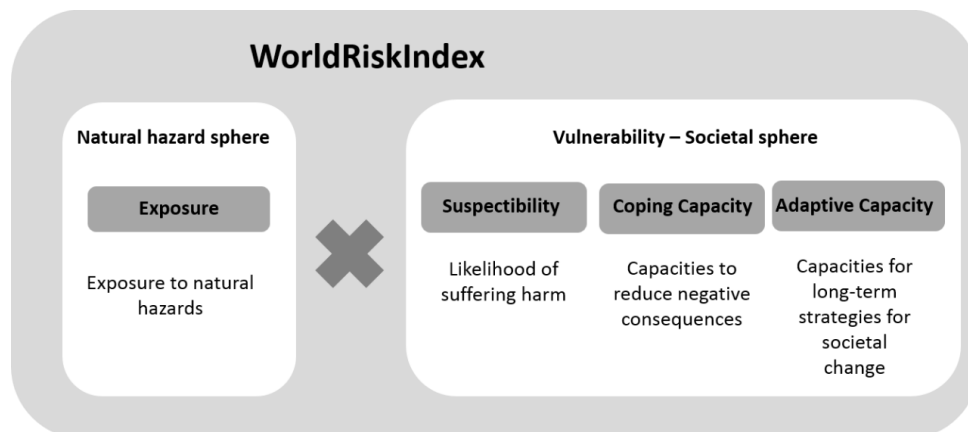 WorldRiskIndex
Natural hazard sphere
Exposure
Exposure to natural
hazards
Vulnerability – Societal sphere
Suspectibility
Likelihood of
suffering harm
Coping Capacity
Capacities to
reduce negative
consequences
Adaptive Capacity
Capacities for
long-term
strategies for
societal
change